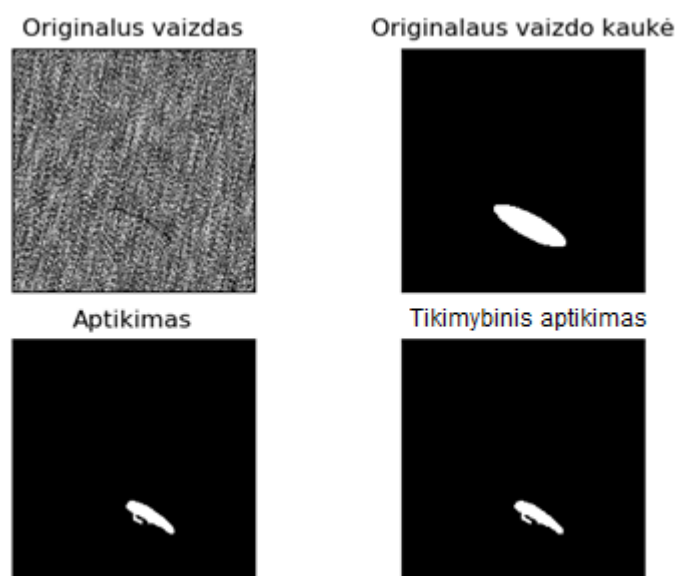 Originalus vaizdas
Originalaus vaizdo kaukė
Aptikimas
Tikimybinis aptikimas